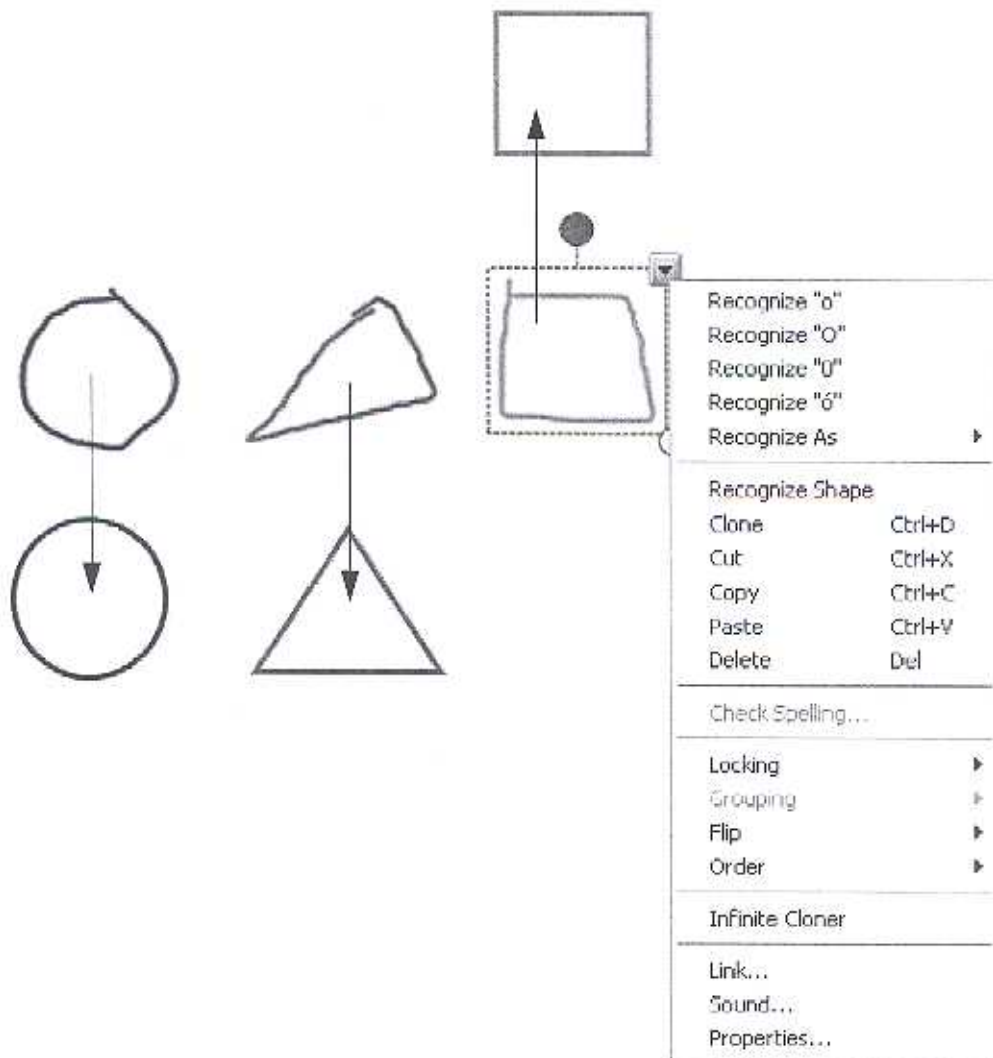 Recognize "o"
Recognize "O"
Recognize "0"
Recognize "ó"
Recognize As
Recognize Shape
Clone Ctrl+D
Cut Ctrl+X
Copy Ctrl+C
Paste Ctrl+V
Delete Del
Check Spelling...
Locking
Grouping
Flip
Order
Infinite Cloner
Link...
Sound...
Properties...